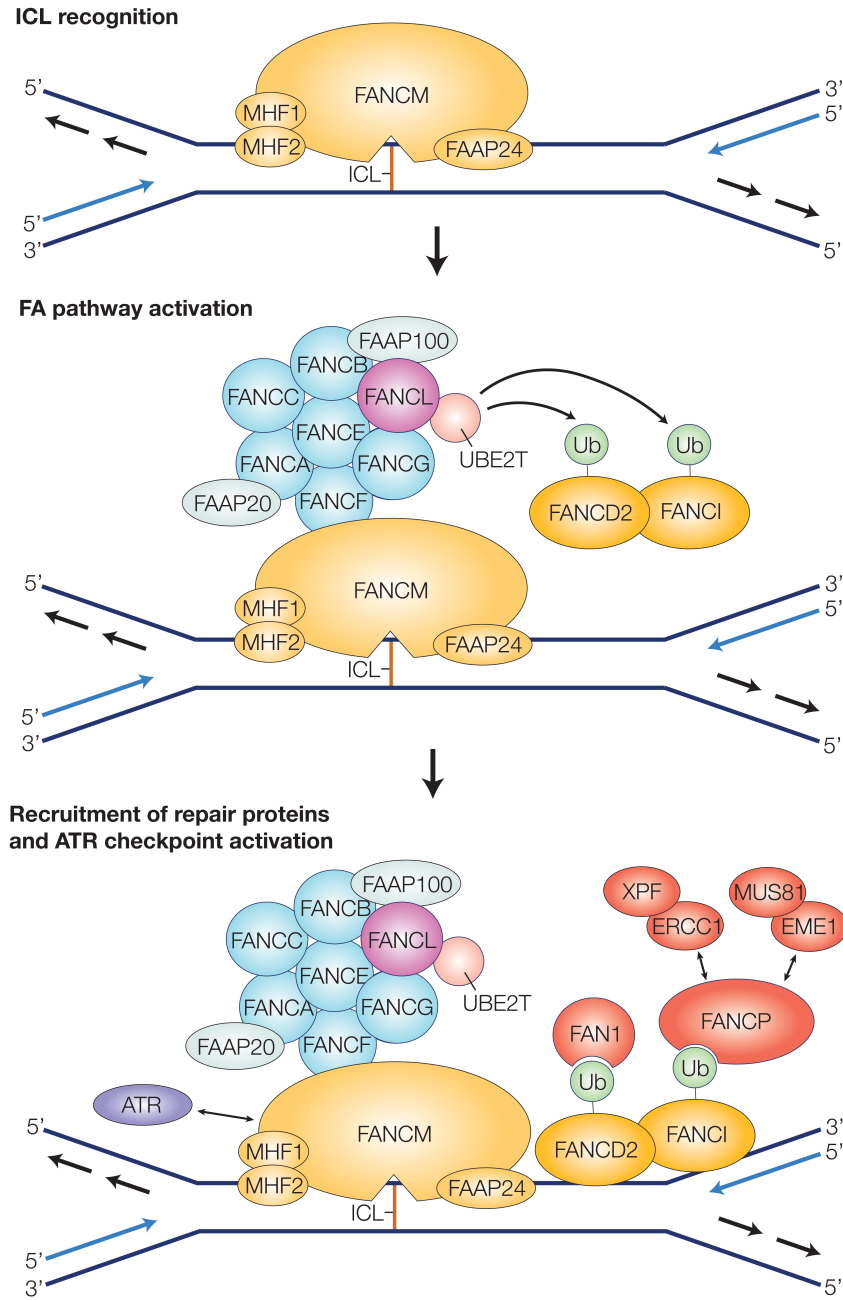 ICL recognition
5’
3’
FANCM
MHF1
5’
MHF2
FAAP24
ICL
5’
3’
5’
FA pathway activation
FAAP100
FANCB
FANCC
FANCL
FANCE
Ub
Ub
FANCA
FANCG
UBE2T
FAAP20
FANCF
FANCD2
FANCI
5’
3’
FANCM
MHF1
5’
MHF2
FAAP24
ICL
5’
3’
5’
Recruitment of repair proteins
and ATR checkpoint activation
FAAP100
XPF
MUS81
FANCB
ERCC1
EME1
FANCC
FANCL
FANCE
UBE2T
FANCA
FANCG
FANCP
FAN1
FAAP20
FANCF
Ub
Ub
ATR
5’
3’
FANCM
FANCD2
FANCI
MHF1
5’
MHF2
FAAP24
ICL
5’
3’
5’